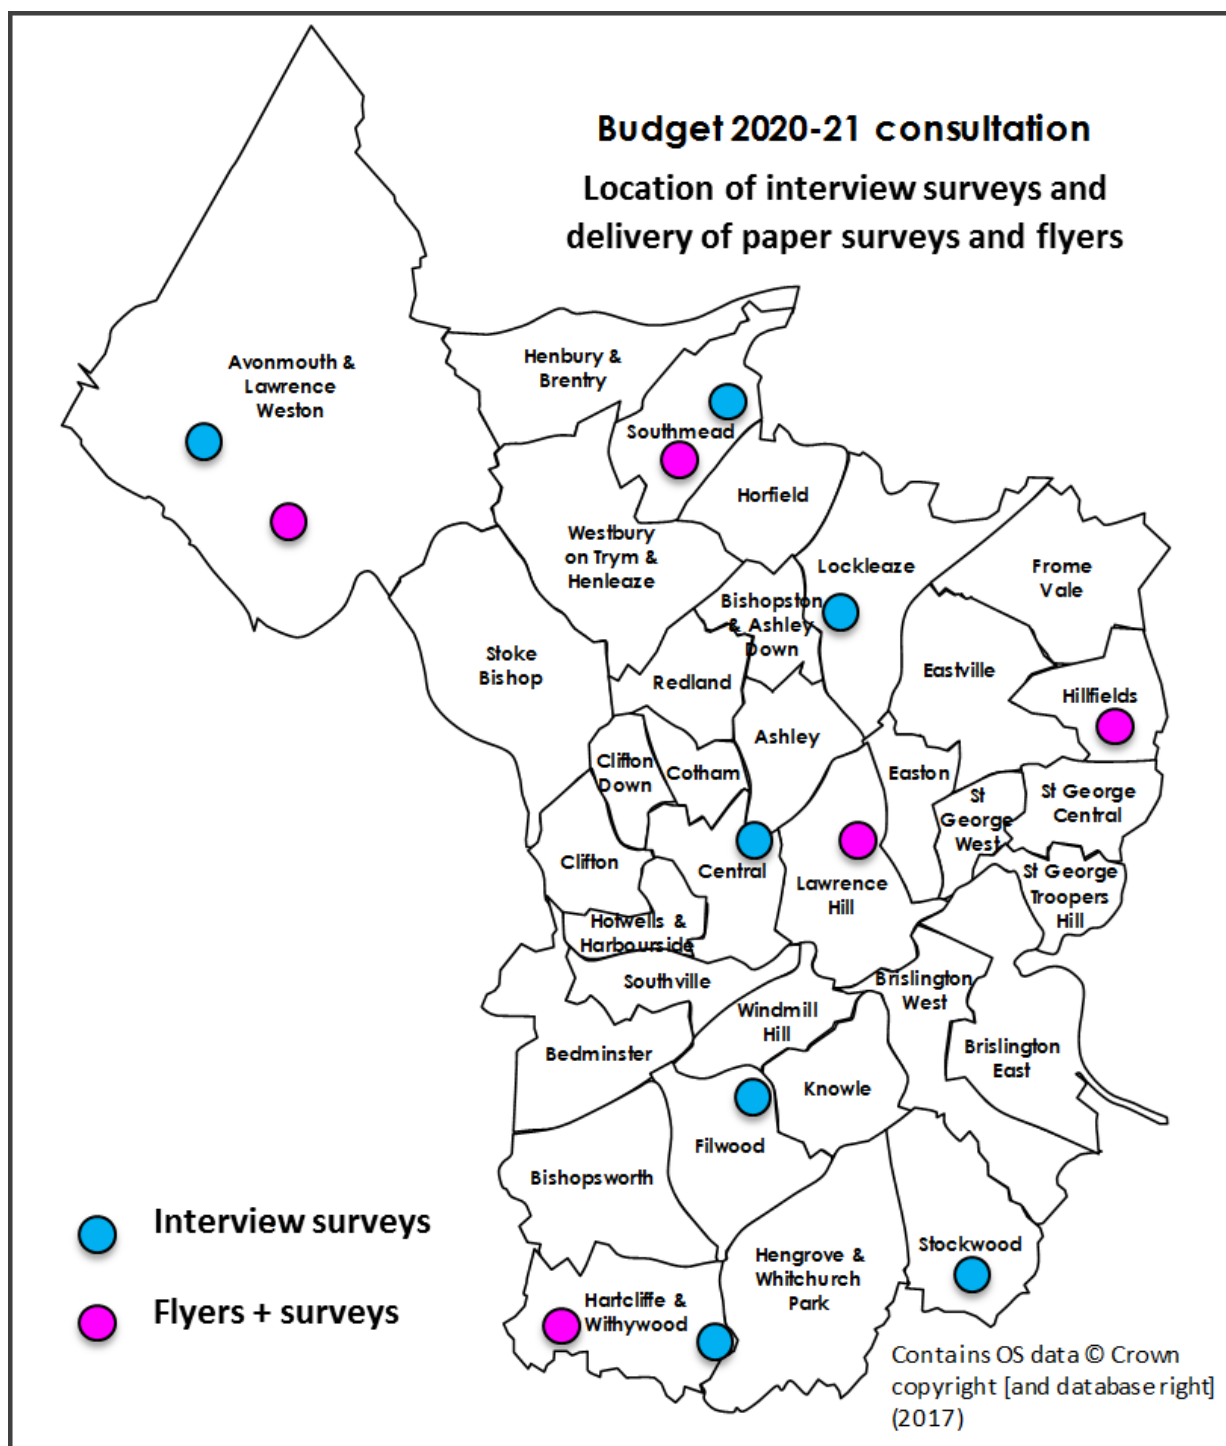 Budget 2020-21 consultation
Location of interview surveys and
delivery of paper surveys and flyers
Avonmouth &
Lawrence
Weston
Henbury &
Brentry
Southmead
Horfield
Westbury
on Trym &
Henleaze
Lockleaze
Frome
Vale
Bishopston
& Ashley
Down
Stoke
Bishop
Redland
Eastville
Hillfields
Ashley
Clifton
Down
Cotham
Easton
St
George
West
St George
Central
Clifton
Central
Lawrence
Hill
St George
Troopers
Hill
Hotwells &
Harbourside
Southville
Brislington
West
Windmill
Hill
Bedminster
Brislington
East
Knowle
Filwood
Bishopsworth
Stockwood
Hengrove &
Whitchurch
Park
Hartcliffe &
Withywood
Interview surveys
Flyers + surveys
Contains OS data © Crown
copyright [and database right]
(2017)